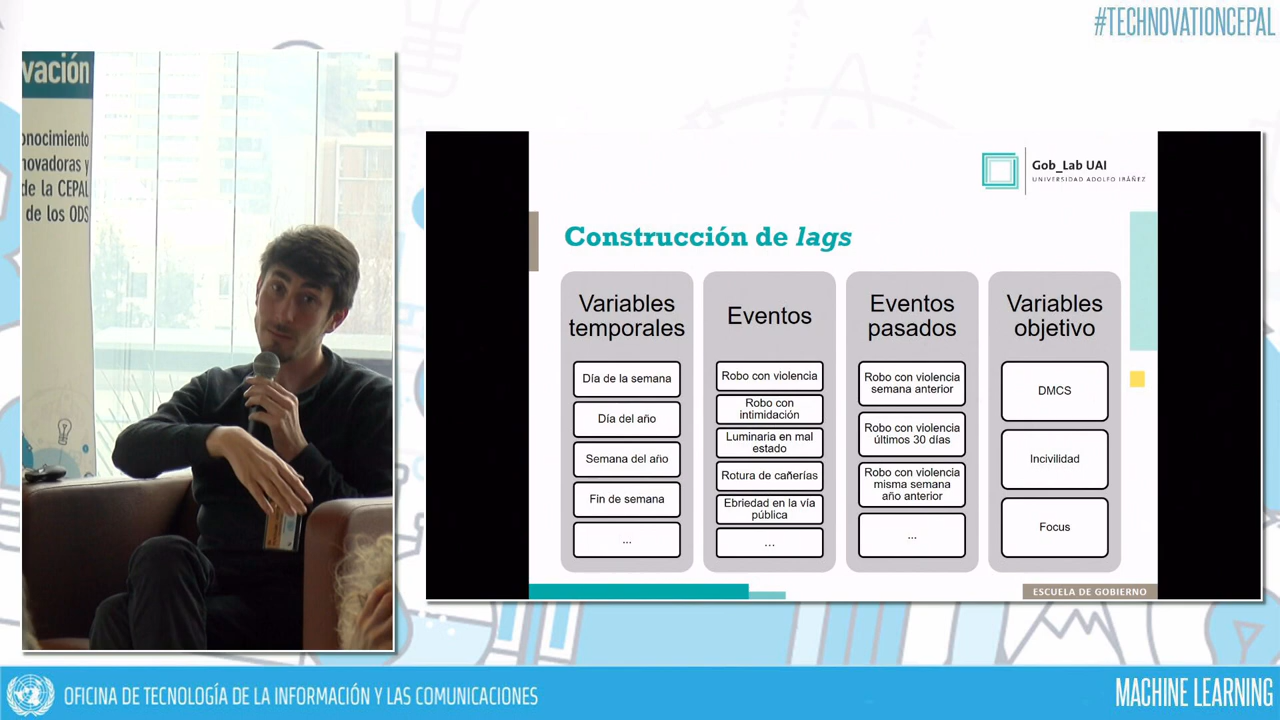 #TECHNOVATIONCEPAL
vación
onocimiento
novadoras y
de la CEPAL
de los ODS
Gob_Lab UAI
UNIVERSIDAD ADOLFO IBÁÑEZ
Construcción de lags
Variables
temporales
Día de la semana
Día del año
Semana del año
Fin de semana
...
Eventos
Robo con violencia
Robo con
intimidación
Luminaria en mal
estado
Rotura de cañerías
Ebriedad en la vía
pública
...
Eventos
pasados
Robo con violencia
semana anterior
Robo con violencia
últimos 30 días
Robo con violencia
misma semana
año anterior
...
Variables
objetivo
DMCS
Incivilidad
Focus
ESCUELA DE GOBIERNO
OFICINA DE TECNOLOGÍA DE LA INFORMACIÓN Y LAS COMUNICACIONES
MACHINE LEARNING